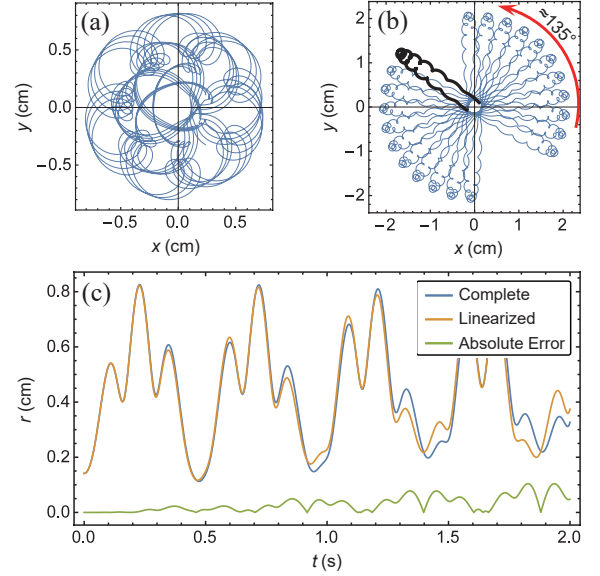 (a)
y (cm)
0.5
0.0
−0.5
−0.5
0.0
0.5
x (cm)
(b)
≈135°
y (cm)
2
1
0
−1
−2
−2
−1
0
1
2
x (cm)
(c)
Complete
Linearized
Absolute Error
r (cm)
0.8
0.6
0.4
0.2
0.0
0.0
0.5
1.0
1.5
2.0
t (s)